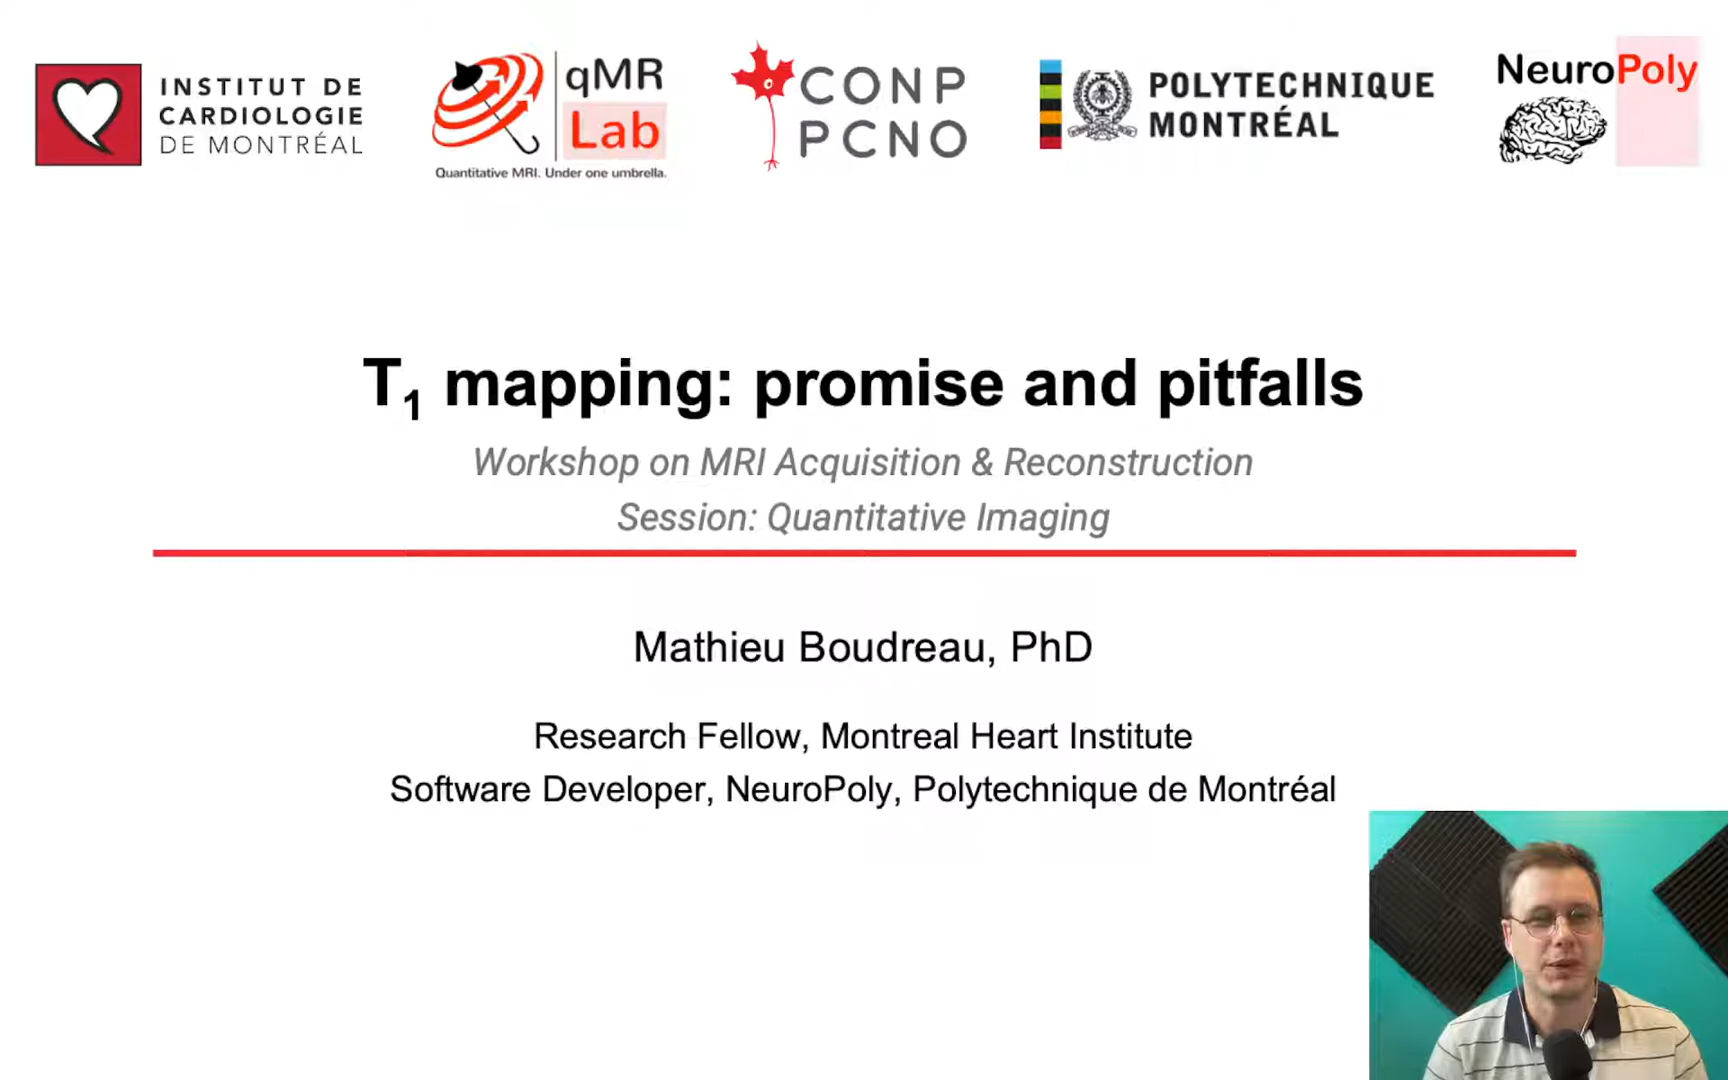 INSTITUT DE
CARDIOLOGIE
DE MONTRÉAL
qMR
Lab
Quantitative MRI. Under one umbrella.
CONP
PCNO
POLYTECHNIQUE
MONTRÉAL
NeuroPoly
T₁ mapping: promise and pitfalls
Workshop on MRI Acquisition & Reconstruction
Session: Quantitative Imaging
Mathieu Boudreau, PhD
Research Fellow, Montreal Heart Institute
Software Developer, NeuroPoly, Polytechnique de Montréal